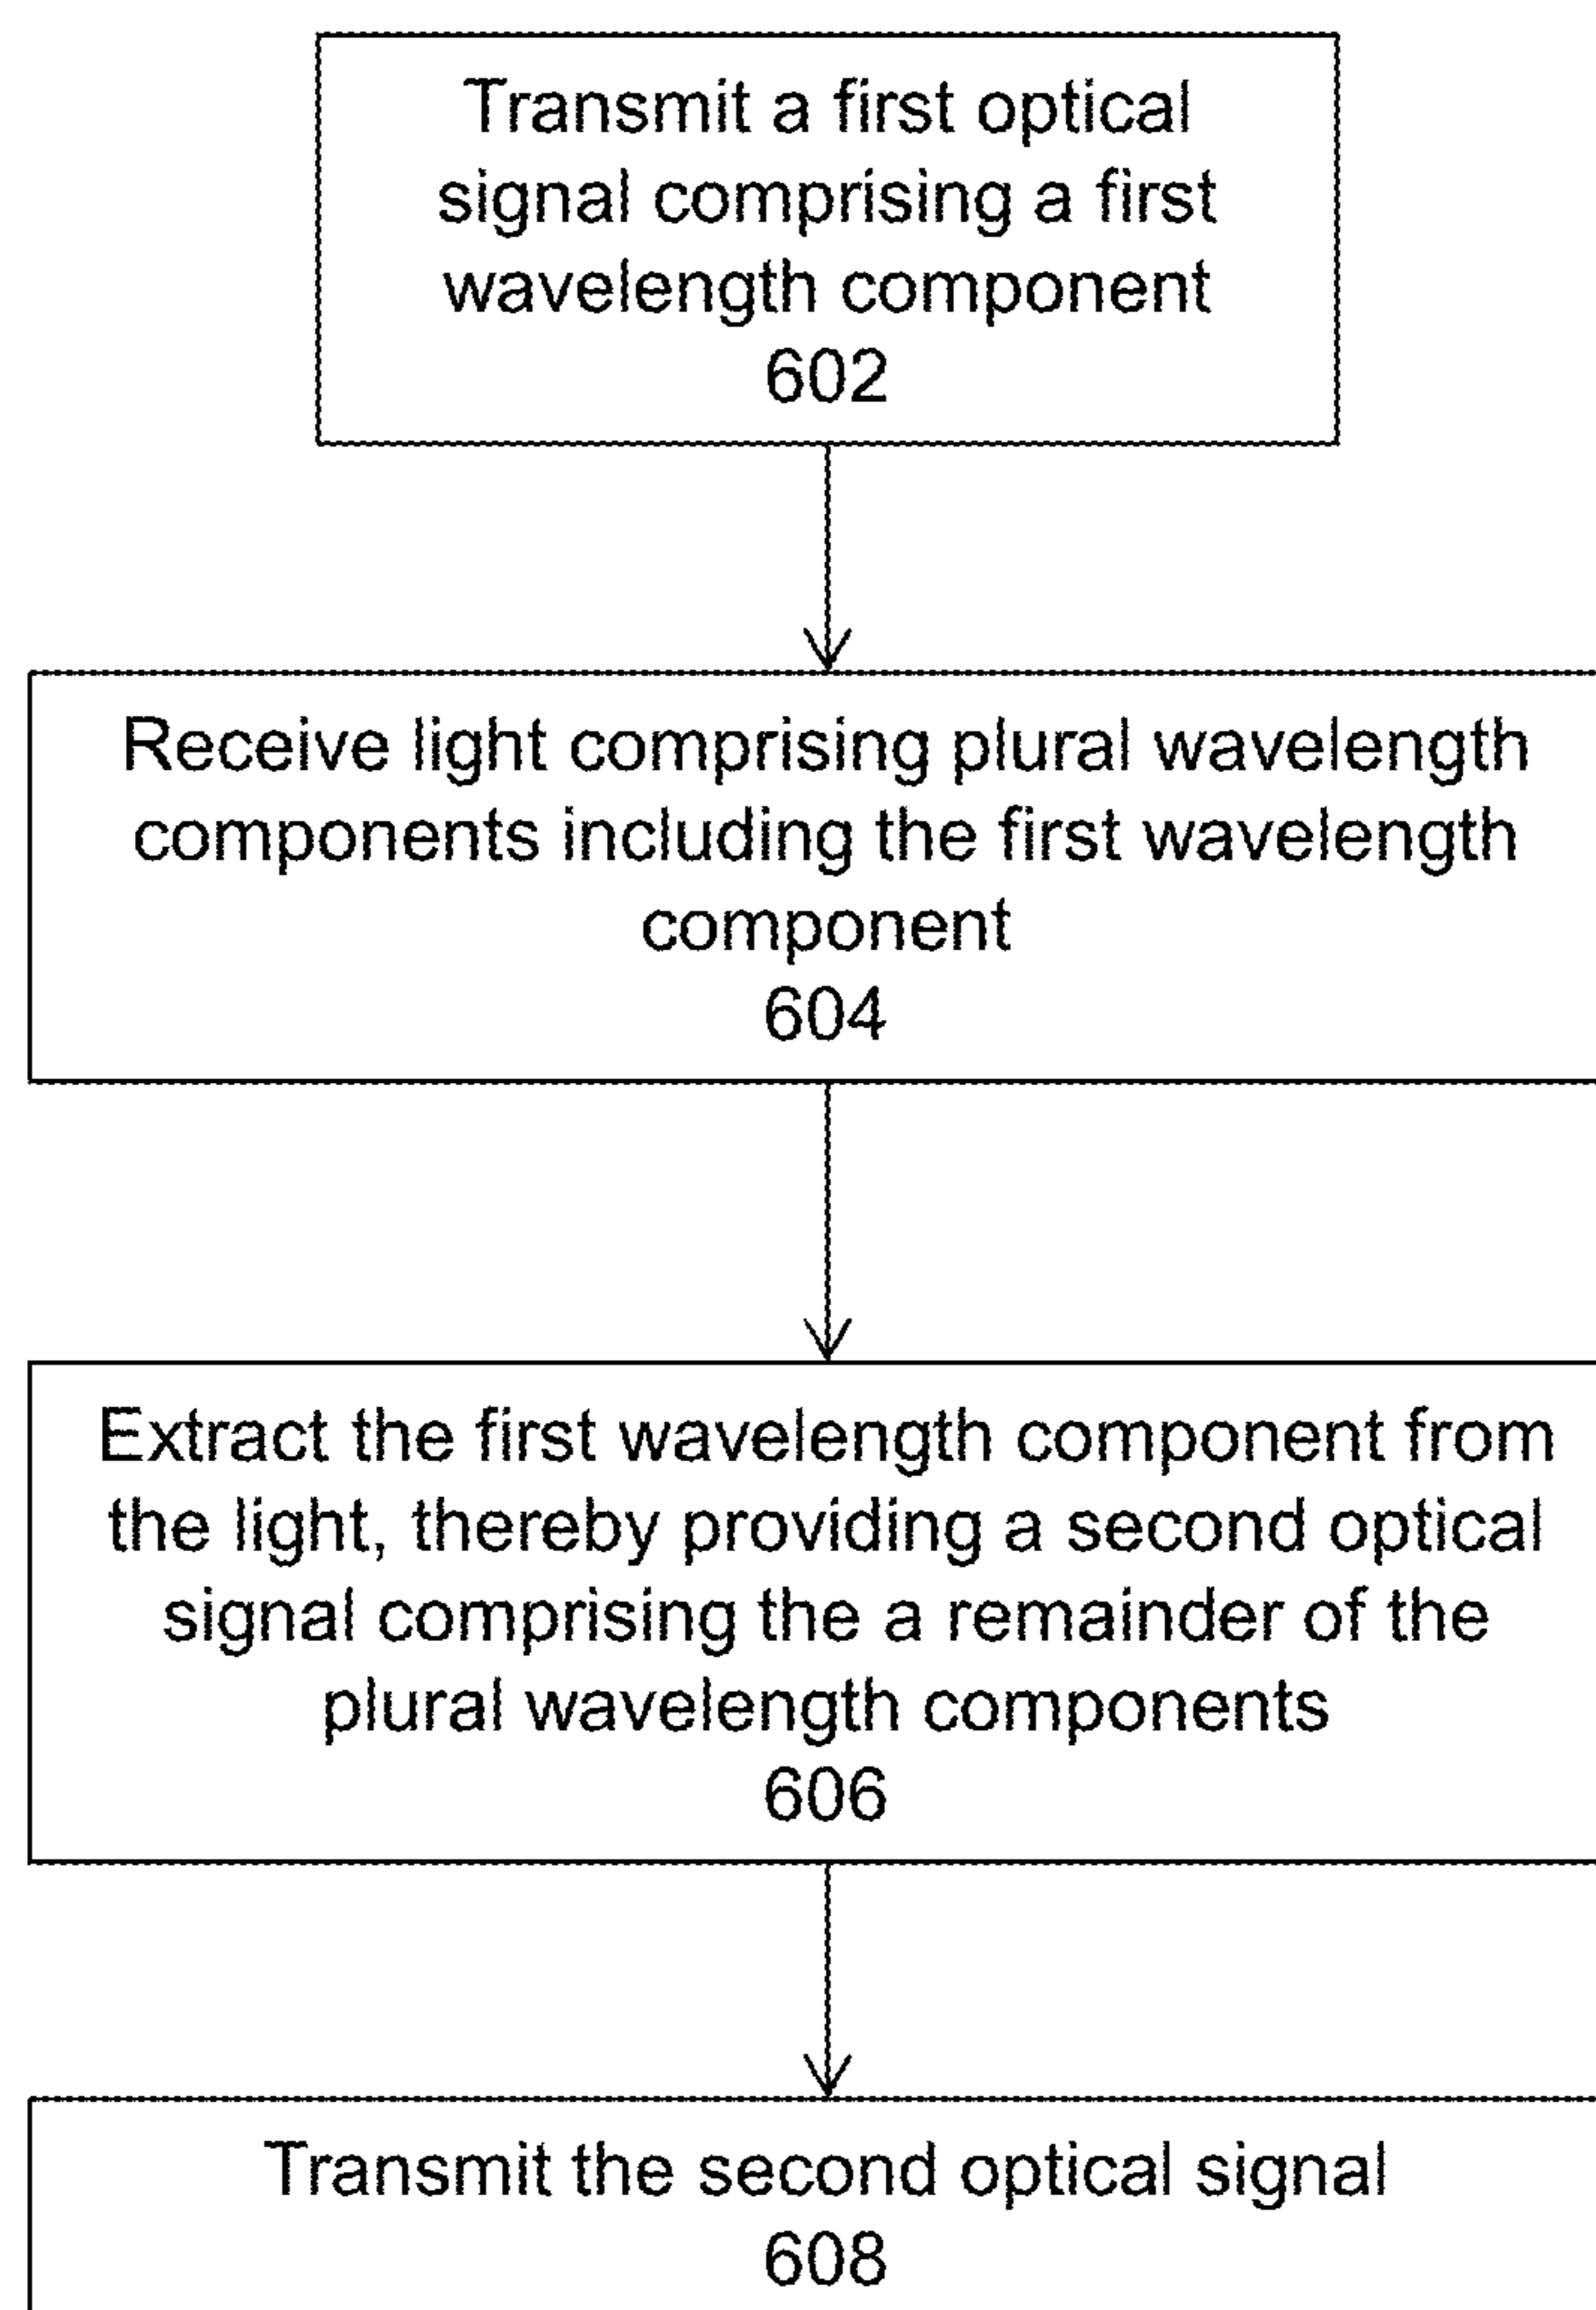 Transmit a first optical
signal comprising a first
wavelength component
602
Receive light comprising plural wavelength
components including the first wavelength
component
604
Extract the first wavelength component from
the light, thereby providing a second optical
signal comprising the a remainder of the
plural wavelength components
606
Transmit the second optical signal
608